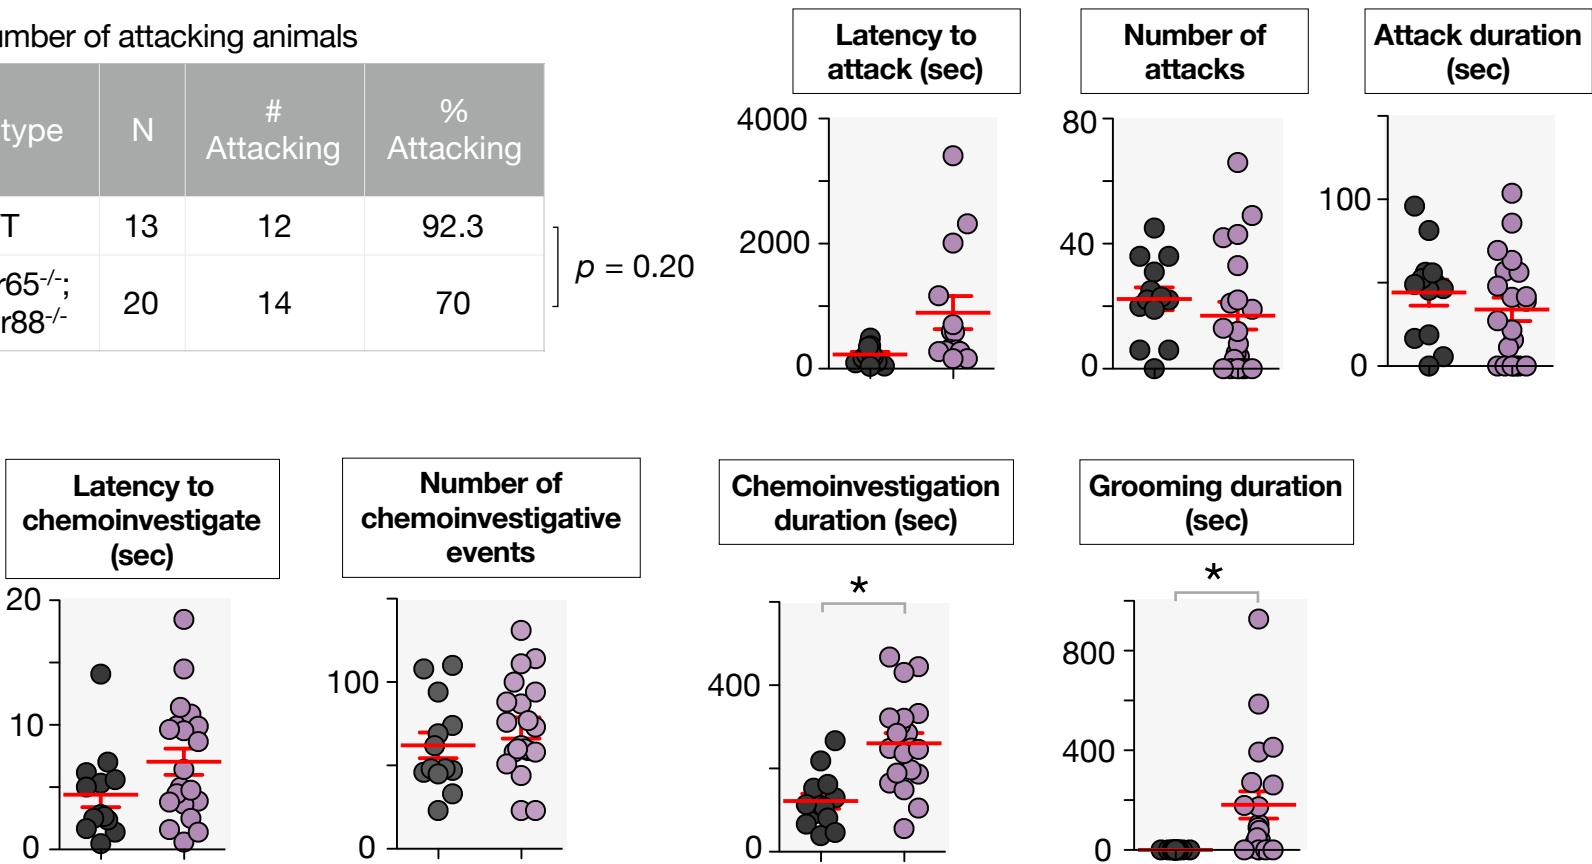 umber of attacking animals
type N # Attacking % Attacking
T 13 12 92.3
r65-/-;
r88-/- 20 14 70
p = 0.20
Latency to
attack (sec)
4000
2000
0
Number of
attacks
80
40
0
Attack duration
(sec)
100
0
Latency to
chemoinvestigate
(sec)
20
10
0
Number of
chemoinvestigative
events
100
0
Chemoinvestigation
duration (sec)
*
400
0
Grooming duration
(sec)
*
800
400
0